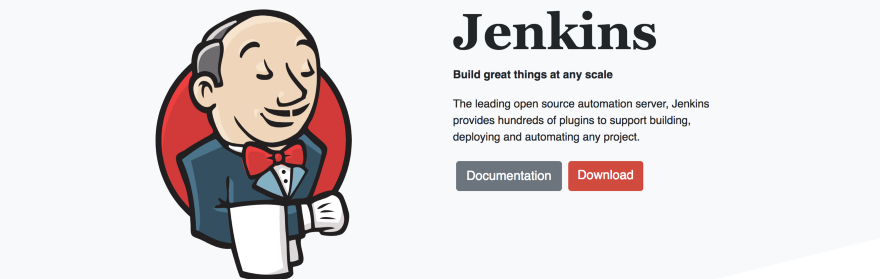 Jenkins
Build great things at any scale
The leading open source automation server, Jenkins
provides hundreds of plugins to support building,
deploying and automating any project.
Documentation
Download